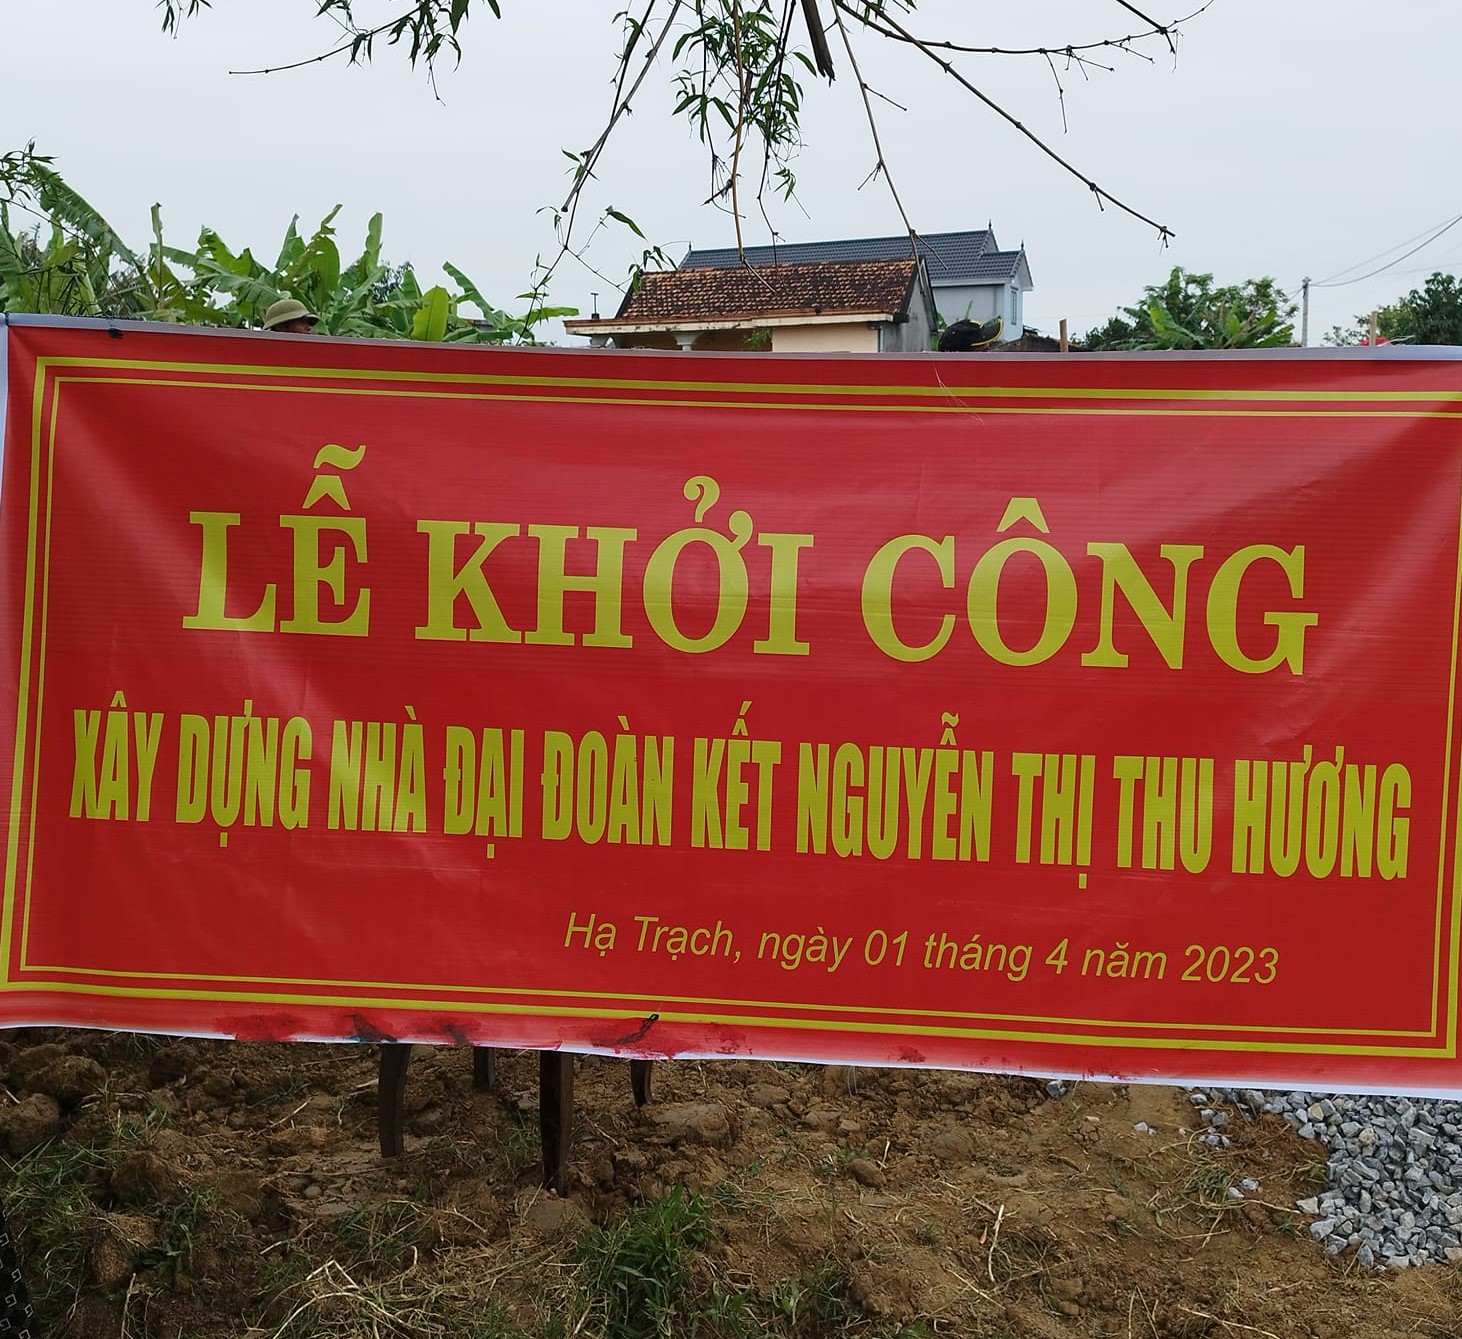 LỄ KHỞI CÔNG
XÂY DỰNG NHÀ ĐẠI ĐOÀN KẾT NGUYỄN THỊ THU HƯƠNG
Hạ Trạch, ngày 01 tháng 4 năm 2023